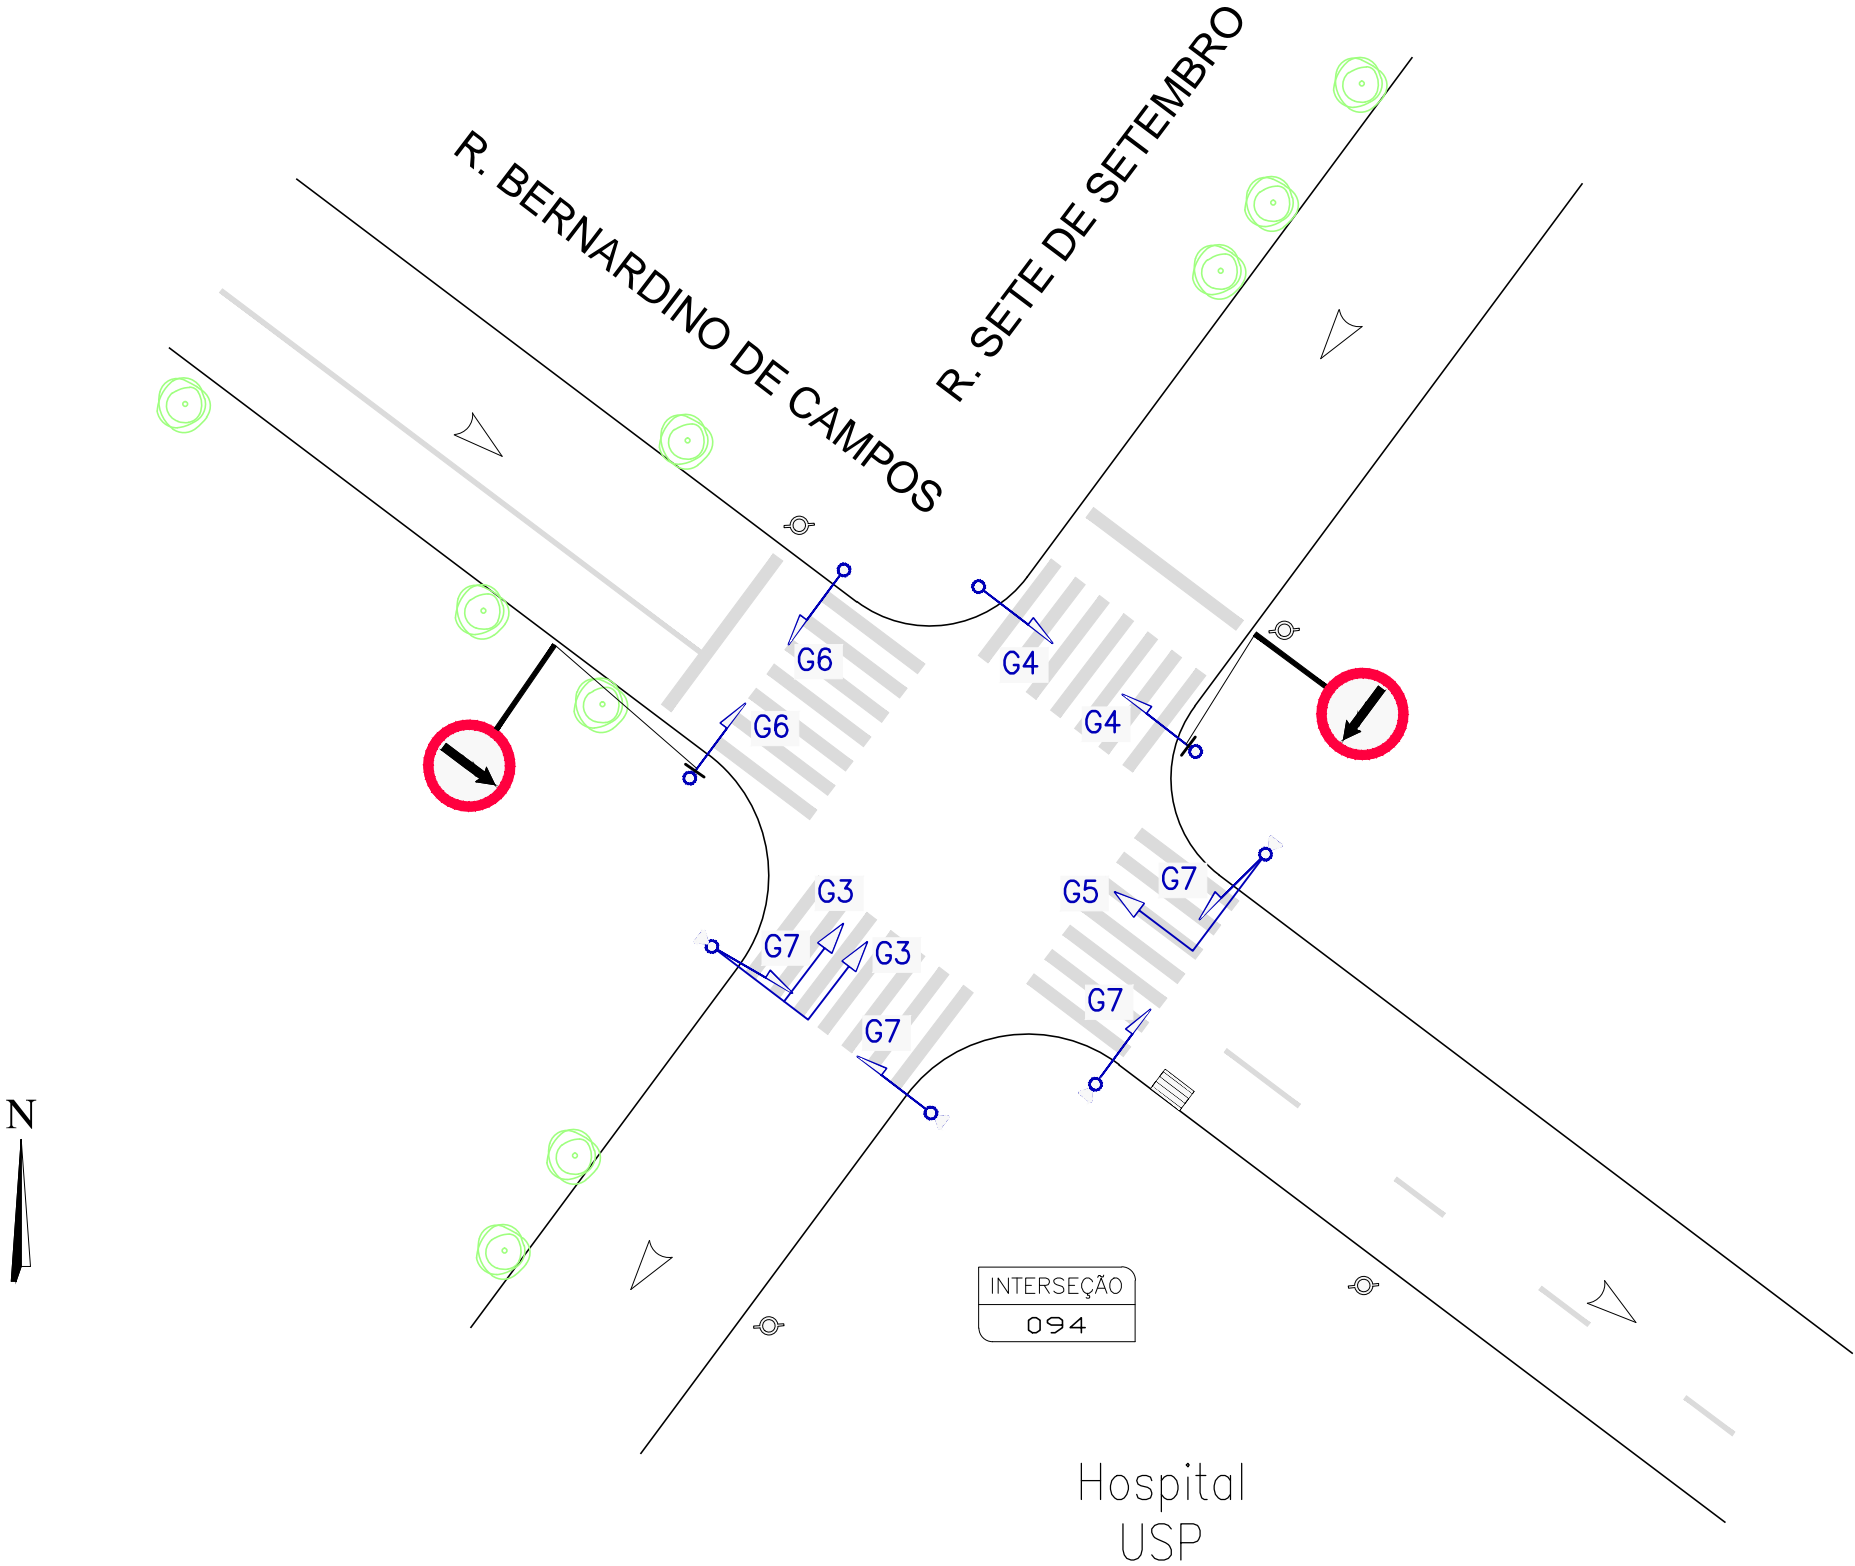 R. BERNARDINO DE CAMPOS
R. SETE DE SETEMBRO
G6
G4
G6
G4
G3
G7
G5
G7
G3
G7
G7
N
INTERSEÇÃO
094
Hospital
USP